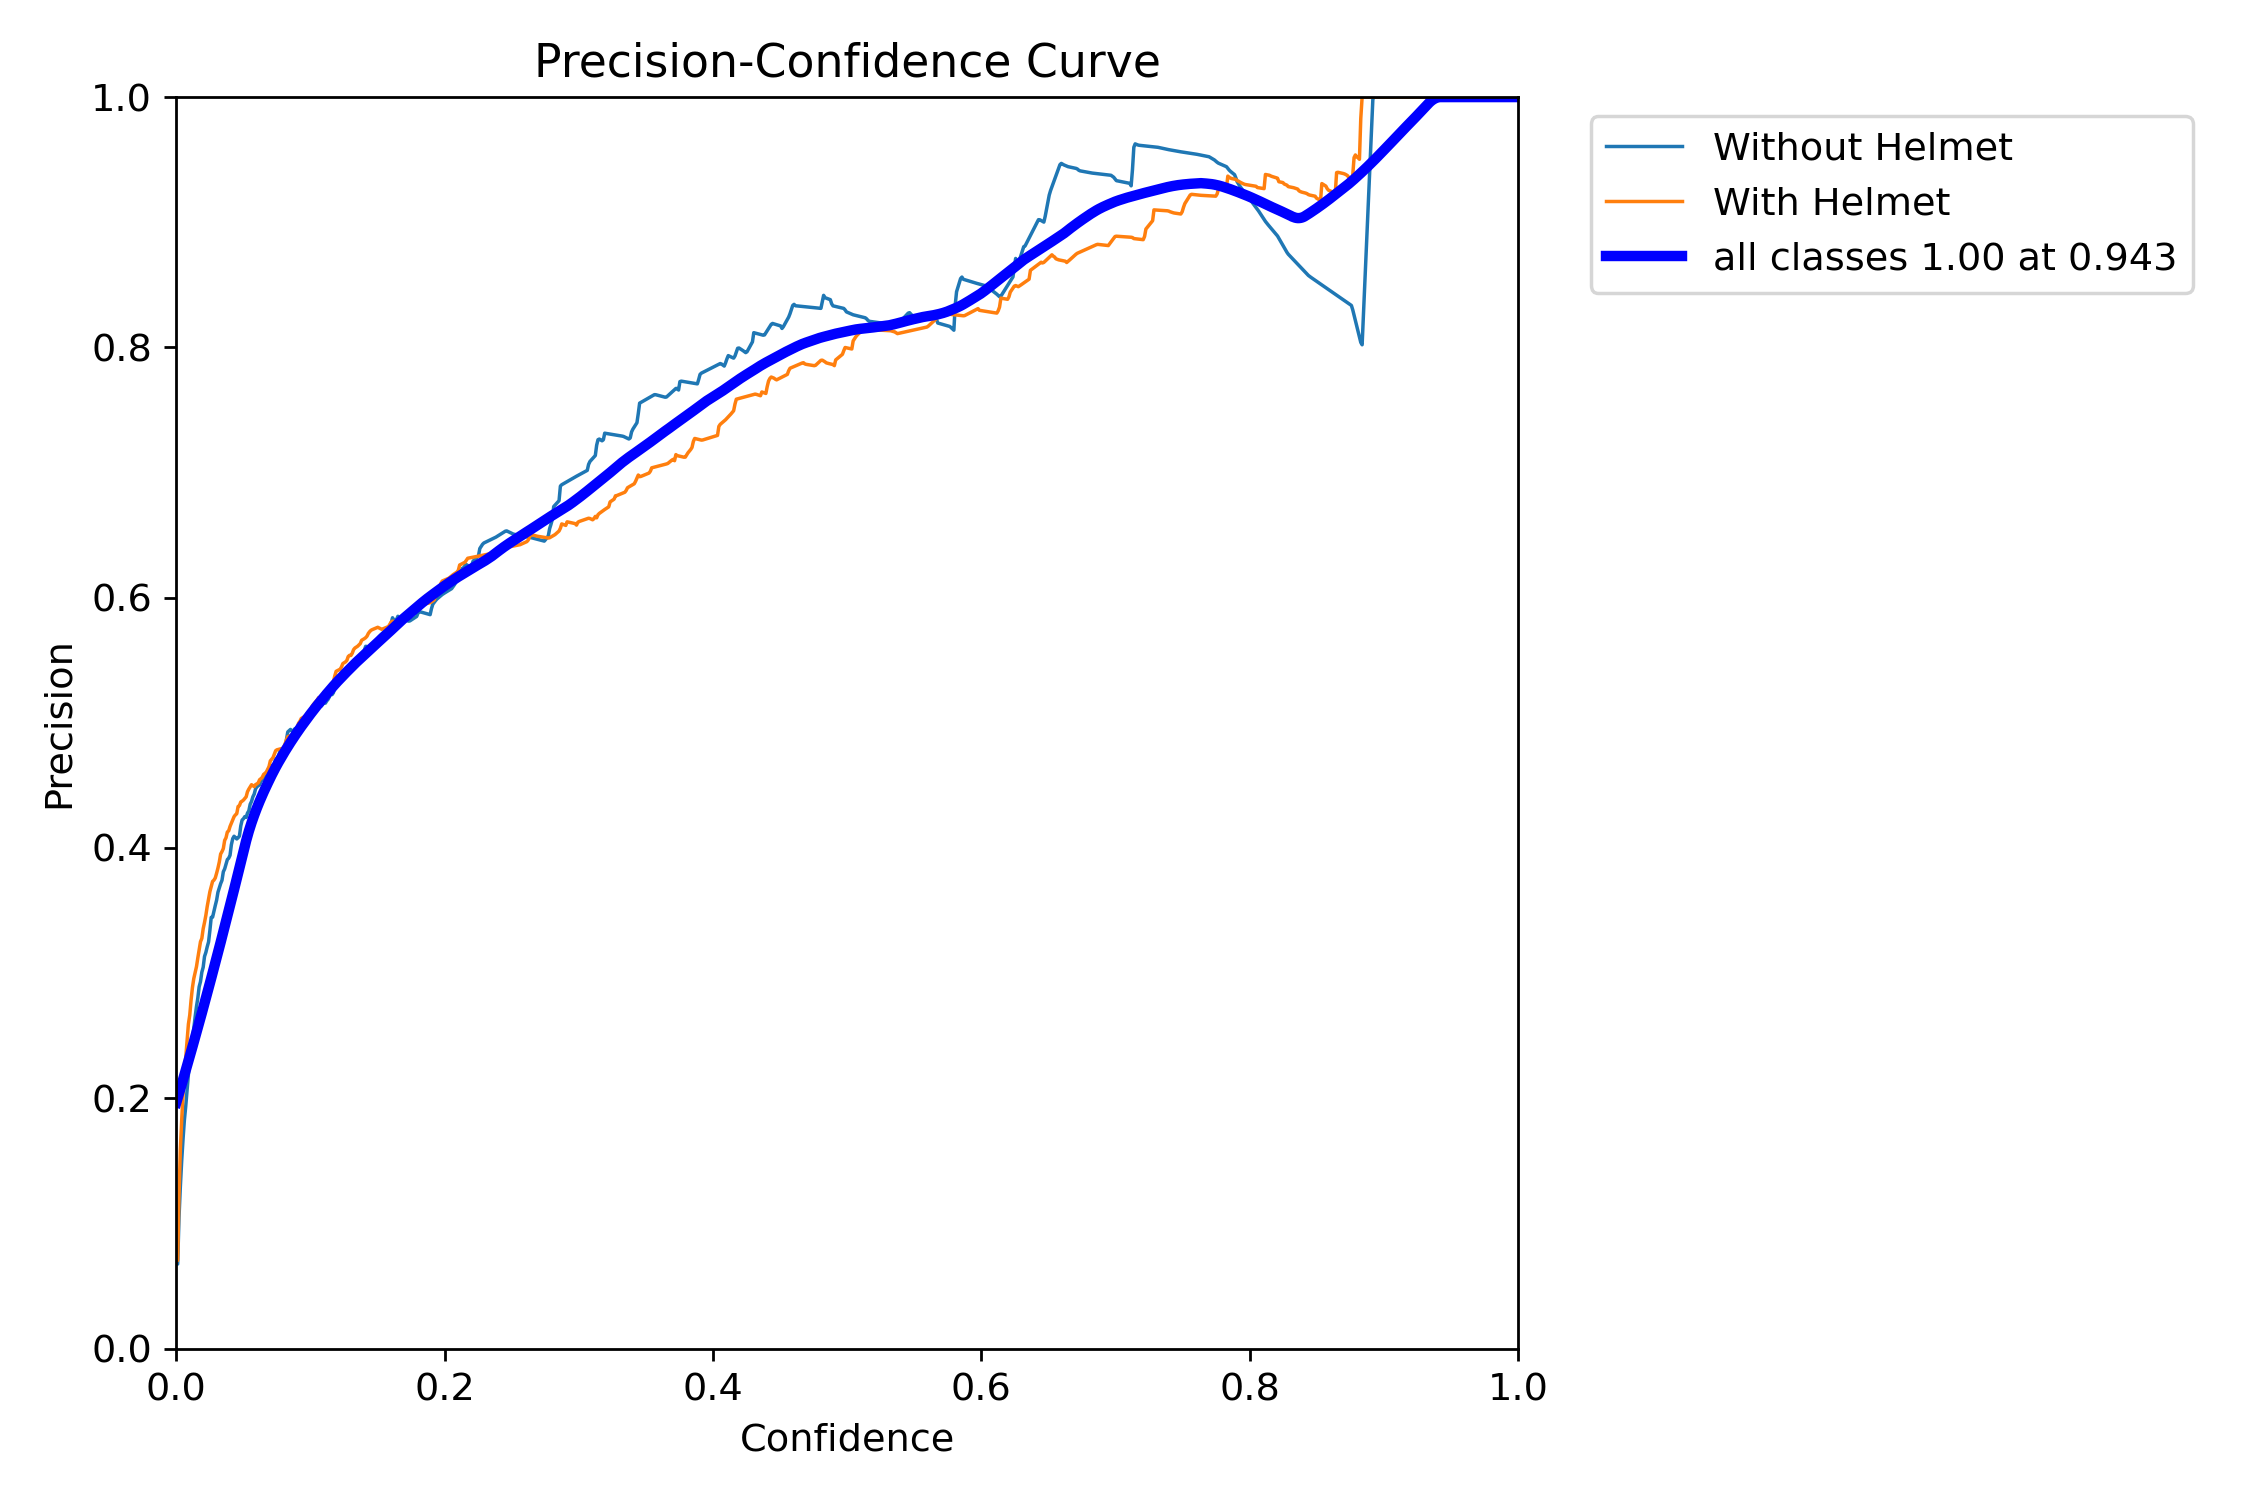 Precision-Confidence Curve
1.0
0.8
0.6
0.4
0.2
0.0
Precision
0.0 0.2 0.4 0.6 0.8 1.0
Confidence
Without Helmet
With Helmet
all classes 1.00 at 0.943